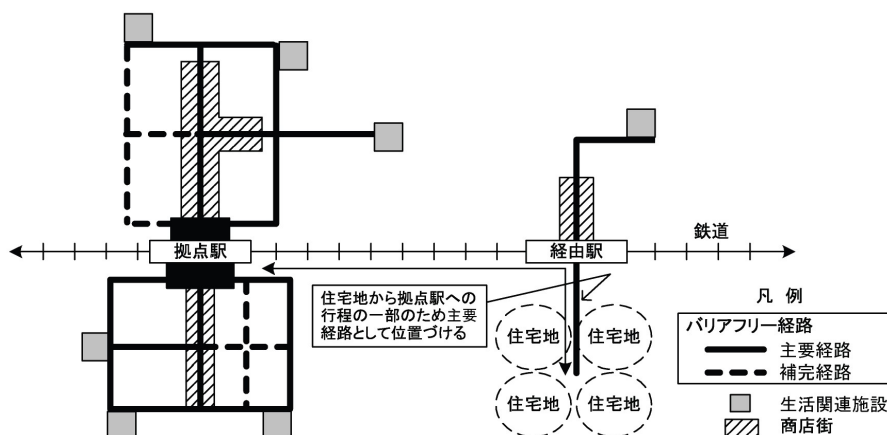 鉄道
拠点駅
経由駅
住宅地から拠点駅への
行程の一部のため主要
経路として位置づける
住宅地
住宅地
住宅地
住宅地
凡 例
バリアフリー経路
主要経路
補完経路
生活関連施設
商店街